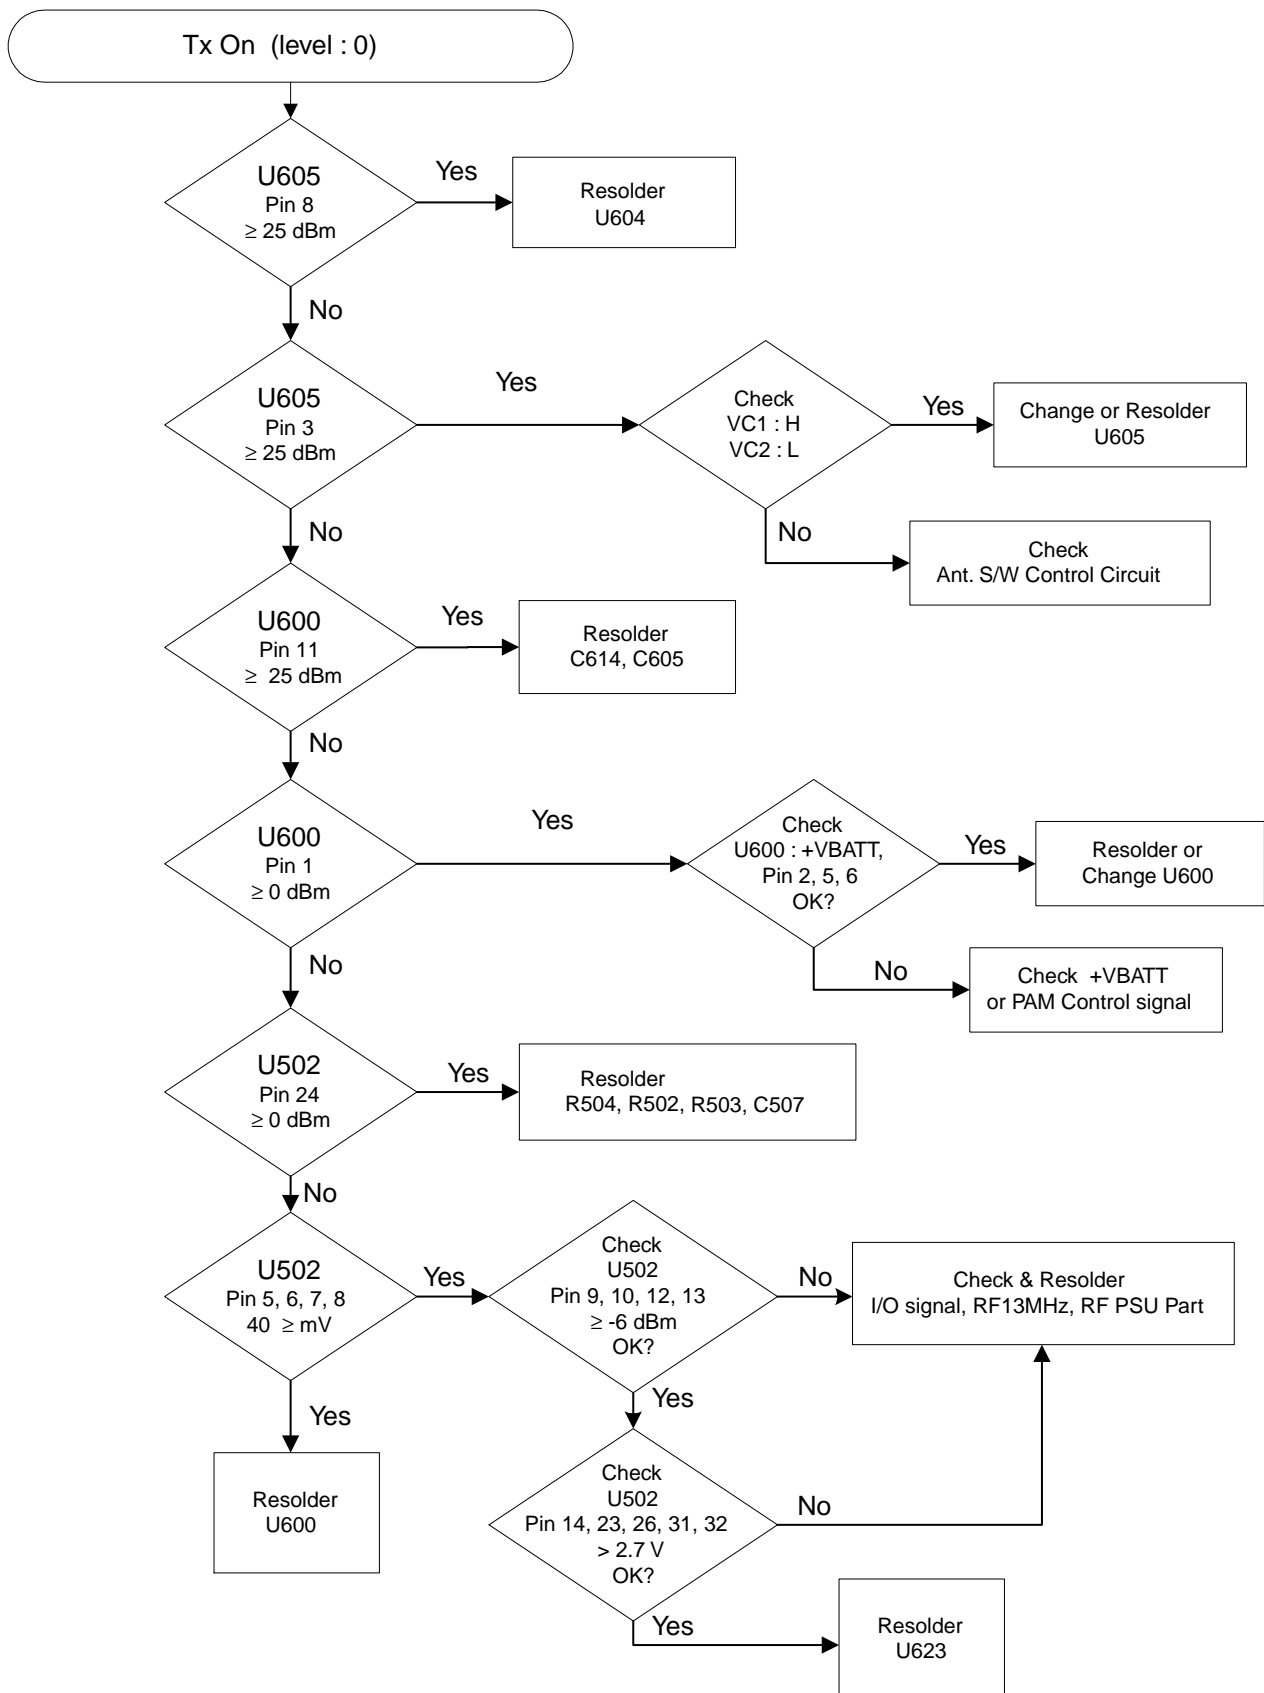 Tx On (level : 0)
U605
Pin 8
≥ 25 dBm
Yes
Resolder
U604
No
U605
Pin 3
≥ 25 dBm
Yes
Check
VC1 : H
VC2 : L
Yes
Change or Resolder
U605
No
Check
Ant. S/W Control Circuit
No
U600
Pin 11
≥ 25 dBm
Yes
Resolder
C614, C605
No
U600
Pin 1
≥ 0 dBm
Yes
Check
U600 : +VBATT,
Pin 2, 5, 6
OK?
Yes
Resolder or
Change U600
No
Check +VBATT
or PAM Control signal
No
U502
Pin 24
≥ 0 dBm
Yes
Resolder
R504, R502, R503, C507
No
U502
Pin 5, 6, 7, 8
40 ≥ mV
Yes
Check
U502
Pin 9, 10, 12, 13
≥ -6 dBm
OK?
No
Check & Resolder
I/O signal, RF13MHz, RF PSU Part
Yes
Resolder
U600
Yes
Check
U502
Pin 14, 23, 26, 31, 32
> 2.7 V
OK?
No
Yes
Resolder
U623